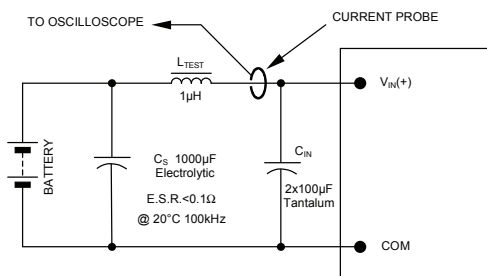 TO OSCILLOSCOPE
CURRENT PROBE
LTEST
1µH
VIN(+)
BATTERY
CS 1000µF
Electrolytic
E.S.R.<0.1Ω
@ 20°C 100kHz
CIN
2x100µF
Tantalum
COM